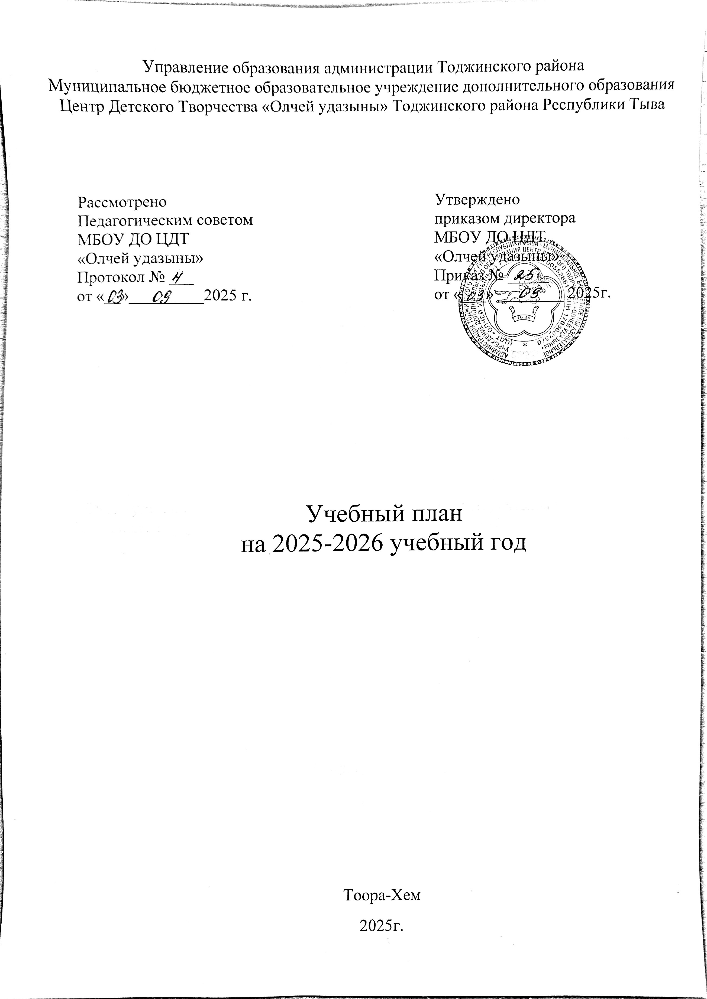 Управление образования администрации Тоджинского района
Муниципальное бюджетное образовательное учреждение дополнительного образования
Центр Детского Творчества «Олчей удазыны» Тоджинского района Республики Тыва
Рассмотрено
Педагогическим советом
МБОУ ДО ЦДТ
«Олчей удазыны»
Протокол №
от «03» 09 2025 г.
Утверждено
приказом директора
МБОУ ДО ЦДТ
«Олчей удазыны»
Приказ № 25
от «03» 09 2025г.
ТЫВА
Учебный план
на 2025-2026 учебный год
Тоора-Хем
2025г.